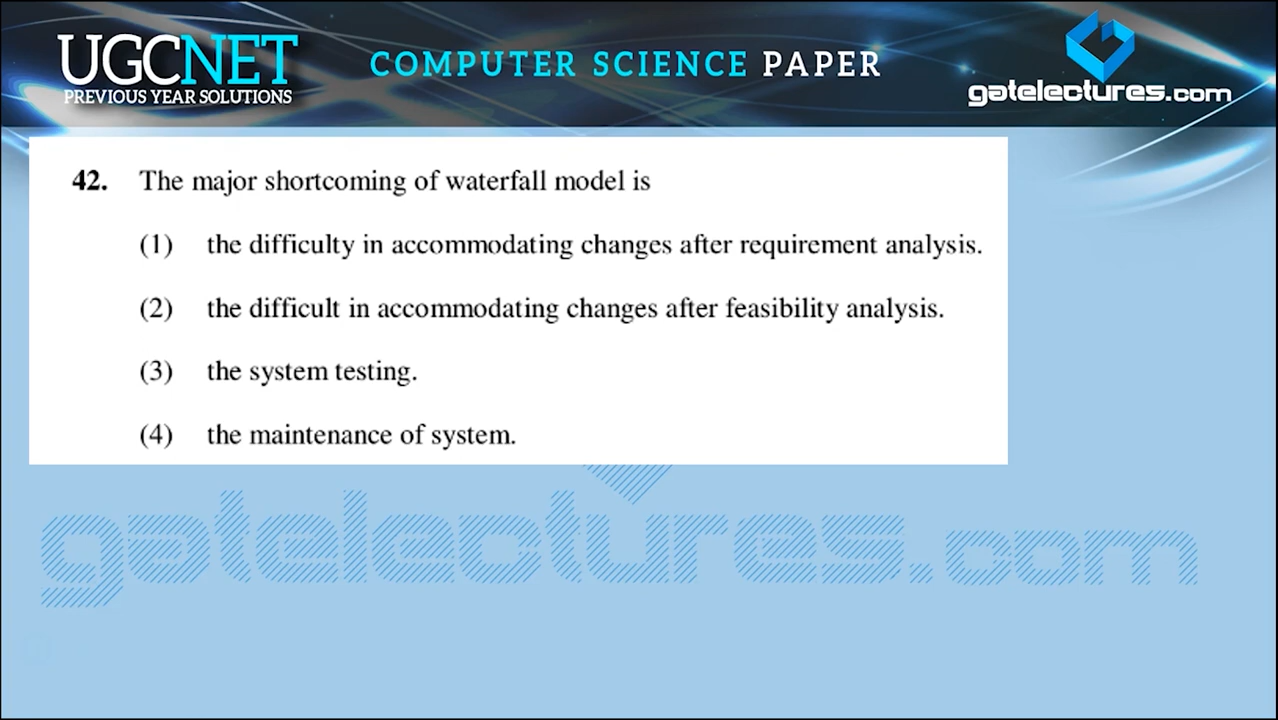 UGCNET
PREVIOUS YEAR SOLUTIONS
COMPUTER SCIENCE PAPER
gatelectures.com
42. The major shortcoming of waterfall model is
(1) the difficulty in accommodating changes after requirement analysis.
(2) the difficult in accommodating changes after feasibility analysis.
(3) the system testing.
(4) the maintenance of system.
gatelectures.com